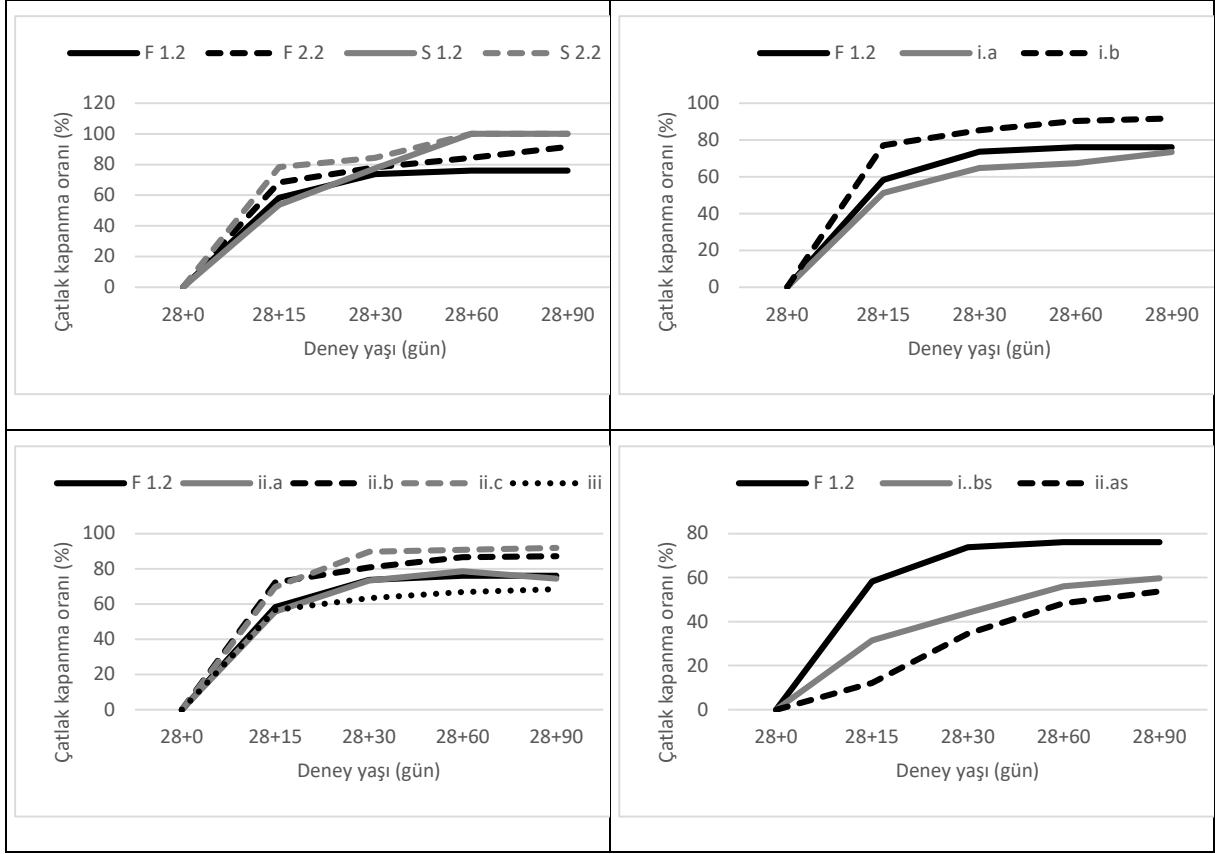 F 1.2 F 2.2 S 1.2 S 2.2
120
100
80
60
40
20
0
Çatlak kapanma oranı (%)
28+0 28+15 28+30 28+60 28+90
Deney yaşı (gün)
F 1.2 i.a i.b
100
80
60
40
20
0
Çatlak kapanma oranı (%)
28+0 28+15 28+30 28+60 28+90
Deney yaşı (gün)
F 1.2 ii.a ii.b ii.c iii
100
80
60
40
20
0
Çatlak kapanma oranı (%)
28+0 28+15 28+30 28+60 28+90
Deney yaşı (gün)
F 1.2 i..bs ii.as
80
60
40
20
0
Çatlak kapanma oranı (%)
28+0 28+15 28+30 28+60 28+90
Deney yaşı (gün)